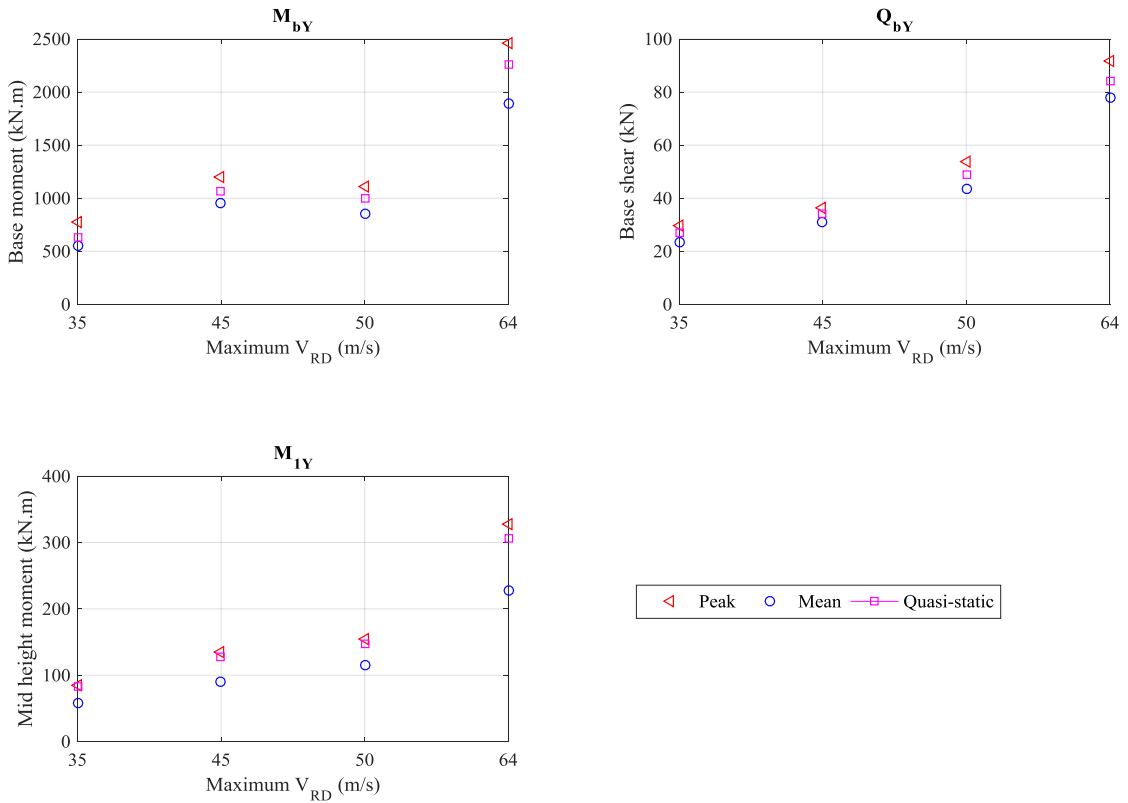 M_bY
2500
2000
1500
1000
500
0
Base moment (kN.m)
35 45 50 64
Maximum V_RD (m/s)
Q_bY
100
80
60
40
20
0
Base shear (kN)
35 45 50 64
Maximum V_RD (m/s)
M_1Y
400
300
200
100
0
Mid height moment (kN.m)
35 45 50 64
Maximum V_RD (m/s)
Peak Mean Quasi-static